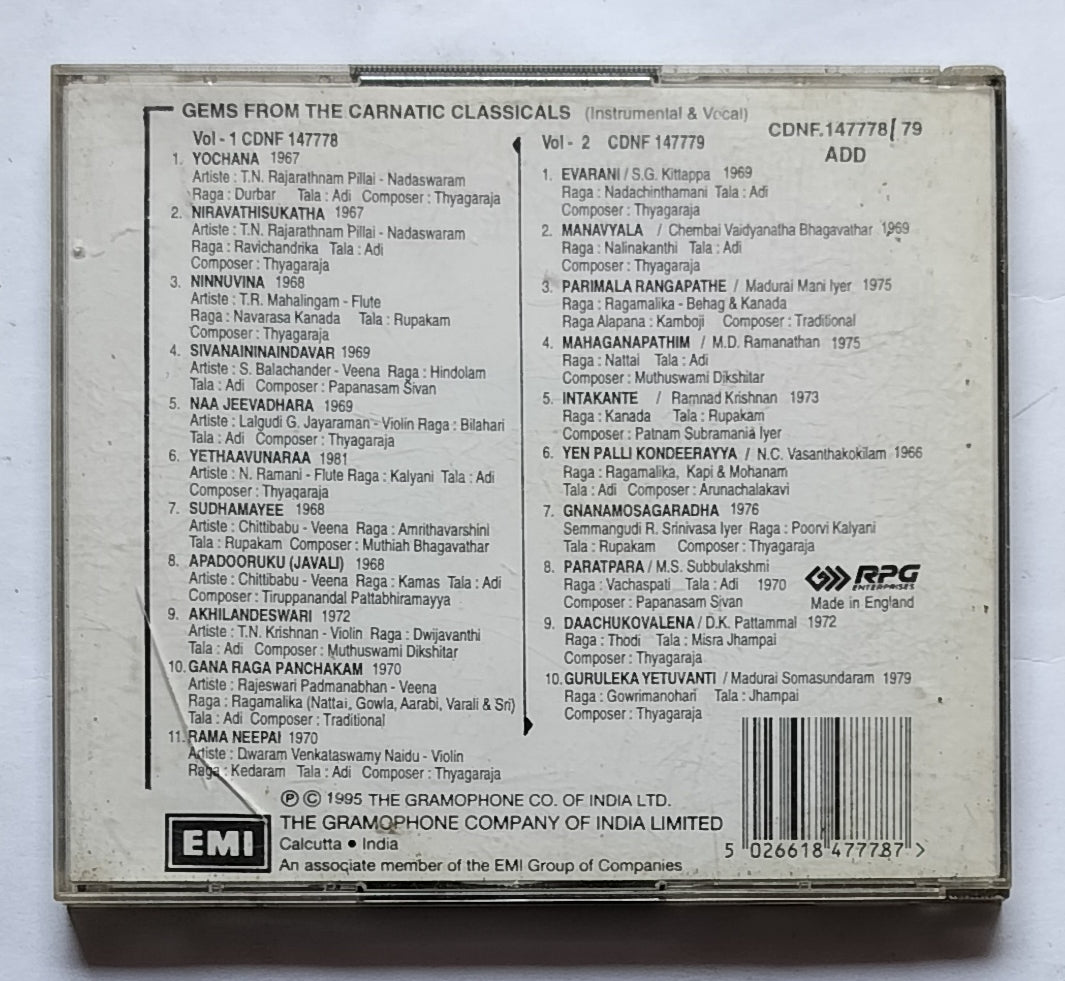 GEMS FROM THE CARNATIC CLASSICALS (Instrumental & Vocal)
CDNF.147778/79
ADD
Vol - 1 CDNF 147778
1. YOCHANA 1967
Artiste : T.N. Rajarathnam Pillai - Nadaswaram
Raga : Durbar Tala : Adi Composer : Thyagaraja
2. NIRAVATHISUKATHA 1967
Artiste : T.N. Rajarathnam Pillai - Nadaswaram
Raga : Ravichandrika Tala : Adi
Composer : Thyagaraja
3. NINNUVINA 1968
Artiste : T.R. Mahalingam - Flute
Raga : Navarasa Kanada Tala : Rupakam
Composer : Thyagaraja
4. SIVANAININAINDAVAR 1969
Artiste : S. Balachander - Veena Raga : Hindolam
Tala : Adi Composer : Papanasam Sivan
5. NAA JEEVADHARA 1969
Artiste : Lalgudi G. Jayaraman - Violin Raga : Bilahari
Tala : Adi Composer : Thyagaraja
6. YETHAAVUNARAA 1981
Artiste : N. Ramani - Flute Raga : Kalyani Tala : Adi
Composer : Thyagaraja
7. SUDHAMAYEE 1968
Artiste : Chittibabu - Veena Raga : Amrithavarshini
Tala : Rupakam Composer : Muthiah Bhagavathar
8. APADOORUKU (JAVALI) 1968
Artiste : Chittibabu - Veena Raga : Kamas Tala : Adi
Composer : Tiruppanandal Pattabhiramayya
9. AKHILANDESWARI 1972
Artiste : T.N. Krishnan - Violin Raga : Dwijavanthi
Tala : Adi Composer : Muthuswami Dikshitar
10. GANA RAGA PANCHAKAM 1970
Artiste : Rajeswari Padmanabhan - Veena
Raga : Ragamalika (Nattai, Gowla, Aarabi, Varali & Sri)
Tala : Adi Composer : Traditional
11. RAMA NEEPAI 1970
Artiste : Dwaram Venkataswamy Naidu - Violin
Raga : Kedaram Tala : Adi Composer : Thyagaraja
Vol - 2 CDNF 147779
1. EVARANI / S.G. Kittappa 1969
Raga : Nadachinthamani Tala : Adi
Composer : Thyagaraja
2. MANAVYALA / Chembai Vaidyanatha Bhagavathar 1969
Raga : Nalinakanthi Tala : Adi
Composer : Thyagaraja
3. PARIMALA RANGAPATHE / Madurai Mani Iyer 1975
Raga : Ragamalika - Behag & Kanada
Raga Alapana : Kamboji Composer : Traditional
4. MAHAGANAPATHIM / M.D. Ramanathan 1975
Raga : Nattai Tala : Adi
Composer : Muthuswami Dikshitar
5. INTAKANTE / Ramnad Krishnan 1973
Raga : Kanada Tala : Rupakam
Composer : Patnam Subramania Iyer
6. YEN PALLI KONDEERAYYA / N.C. Vasanthakokilam 1966
Raga : Ragamalika, Kapi & Mohanam
Tala : Adi Composer : Arunachalakavi
7. GNANAMOSAGARADHA 1976
Semmangudi R. Srinivasa Iyer Raga : Poorvi Kalyani
Tala : Rupakam Composer : Thyagaraja
8. PARATPARA / M.S. Subbulakshmi
Raga : Vachaspati Tala : Adi 1970
Composer : Papanasam Sivan
9. DAACHUKOVALENA / D.K. Pattammal 1972
Raga : Thodi Tala : Misra Jhampai
Composer : Thyagaraja
10. GURULEKA YETUVANTI / Madurai Somasundaram 1979
Raga : Gowrimanohari Tala : Jhampai
Composer : Thyagaraja
RPG
ENTERPRISES
Made in England
℗ © 1995 THE GRAMOPHONE CO. OF INDIA LTD.
EMI
THE GRAMOPHONE COMPANY OF INDIA LIMITED
Calcutta • India
An associate member of the EMI Group of Companies
5 026618 477787 >